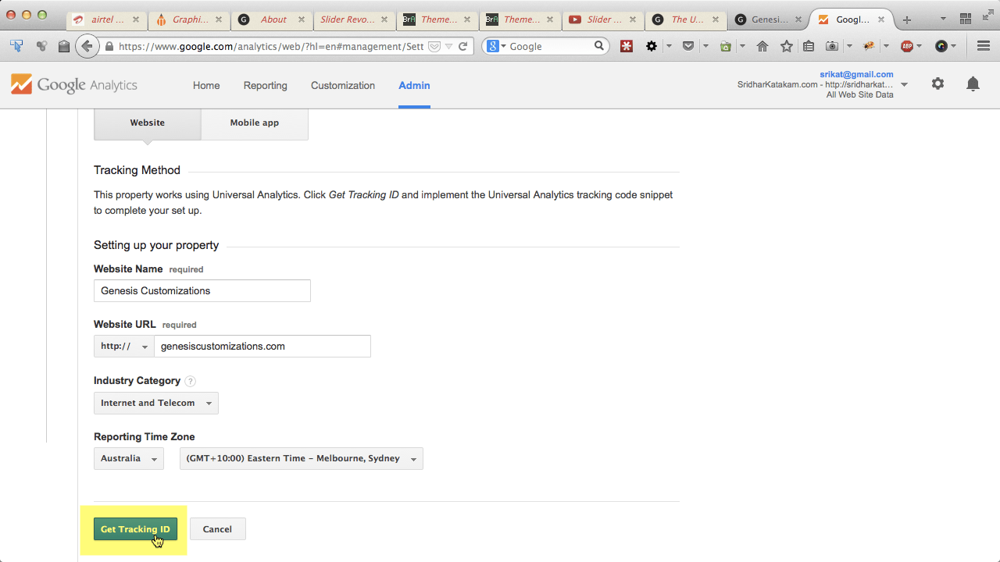 airtel ...
Graphi...
About
Slider Revo...
Theme...
Theme...
Slider ...
The U...
Genesi...
Googl...
https://www.google.com/analytics/web/?hl=en#management/Sett
Google
Google Analytics
Home
Reporting
Customization
Admin
srikat@gmail.com
SridharKatakam.com - http://sridharkat...
All Web Site Data
Website
Mobile app
Tracking Method
This property works using Universal Analytics. Click Get Tracking ID and implement the Universal Analytics tracking code snippet
to complete your set up.
Setting up your property
Website Name required
Genesis Customizations
Website URL required
http://
genesiscustomizations.com
Industry Category ?
Internet and Telecom
Reporting Time Zone
Australia
(GMT+10:00) Eastern Time – Melbourne, Sydney
Get Tracking ID
Cancel